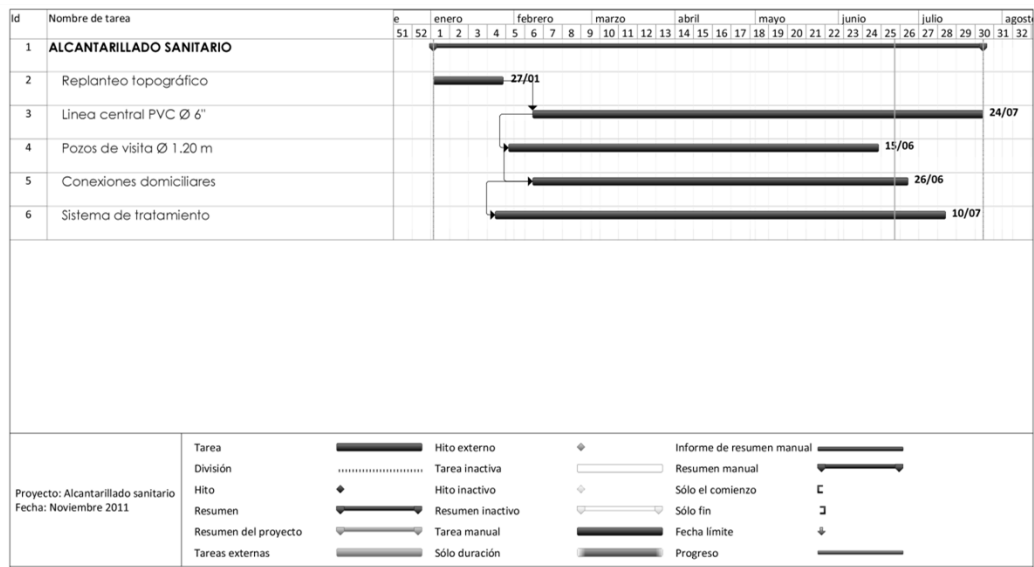 Id Nombre de tarea e enero febrero marzo abril mayo junio julio agost
51 52 1 2 3 4 5 6 7 8 9 10 11 12 13 14 15 16 17 18 19 20 21 22 23 24 25 26 27 28 29 30 31 32
1 ALCANTARILLADO SANITARIO
2 Replanteo topográfico 27/01
3 Linea central PVC Ø 6" 24/07
4 Pozos de visita Ø 1.20 m 15/06
5 Conexiones domiciliares 26/06
6 Sistema de tratamiento 10/07
Proyecto: Alcantarillado sanitario
Fecha: Noviembre 2011
Tarea Hito externo Informe de resumen manual
División Tarea inactiva Resumen manual
Hito Hito inactivo Sólo el comienzo
Resumen Resumen inactivo Sólo fin
Resumen del proyecto Tarea manual Fecha límite
Tareas externas Sólo duración Progreso